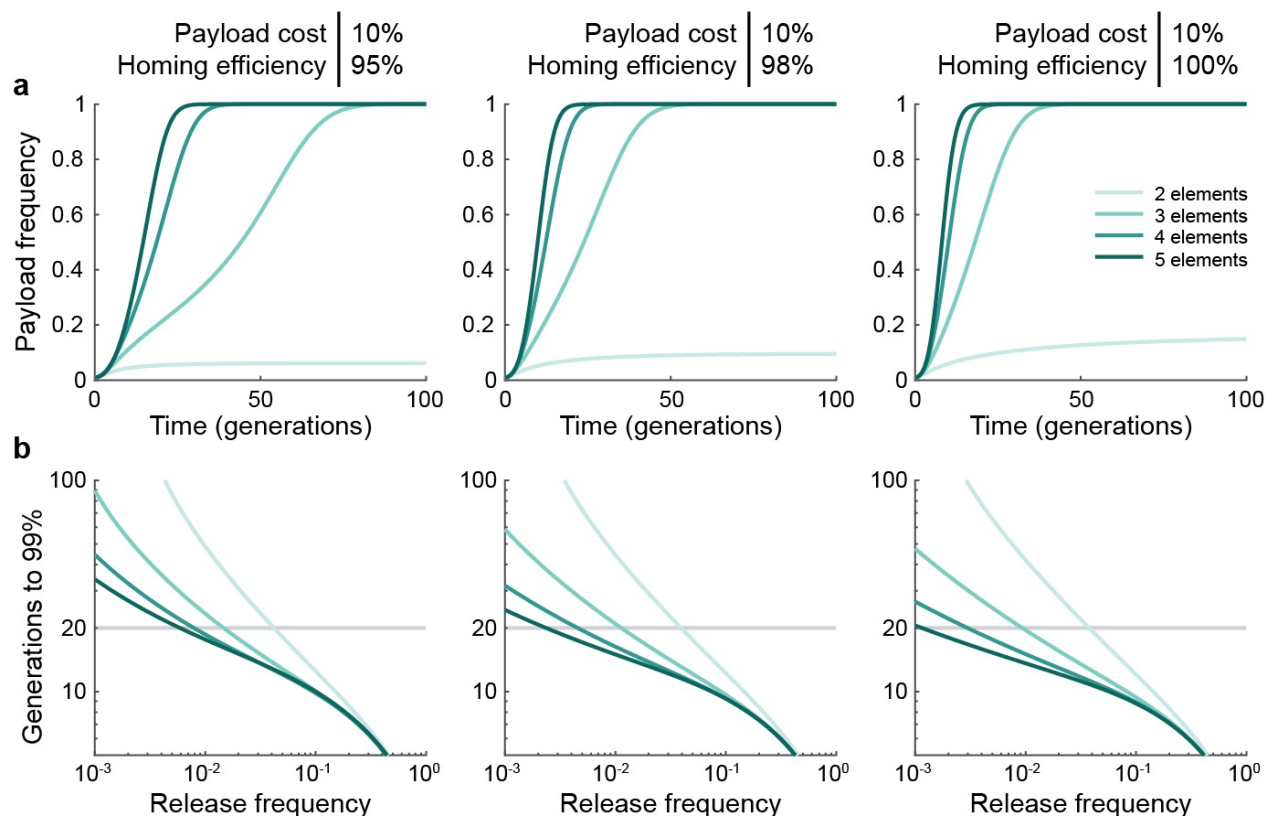 Payload cost 10%
Homing efficiency 95%
Payload cost 10%
Homing efficiency 98%
Payload cost 10%
Homing efficiency 100%
a
Payload frequency
1
0.8
0.6
0.4
0.2
0
0 50 100
Time (generations)
1
0.8
0.6
0.4
0.2
0
0 50 100
Time (generations)
1
0.8
0.6
0.4
0.2
0
0 50 100
Time (generations)
2 elements
3 elements
4 elements
5 elements
b
Generations to 99%
100
20
10
10⁻³ 10⁻² 10⁻¹ 10⁰
Release frequency
100
20
10
10⁻³ 10⁻² 10⁻¹ 10⁰
Release frequency
100
20
10
10⁻³ 10⁻² 10⁻¹ 10⁰
Release frequency